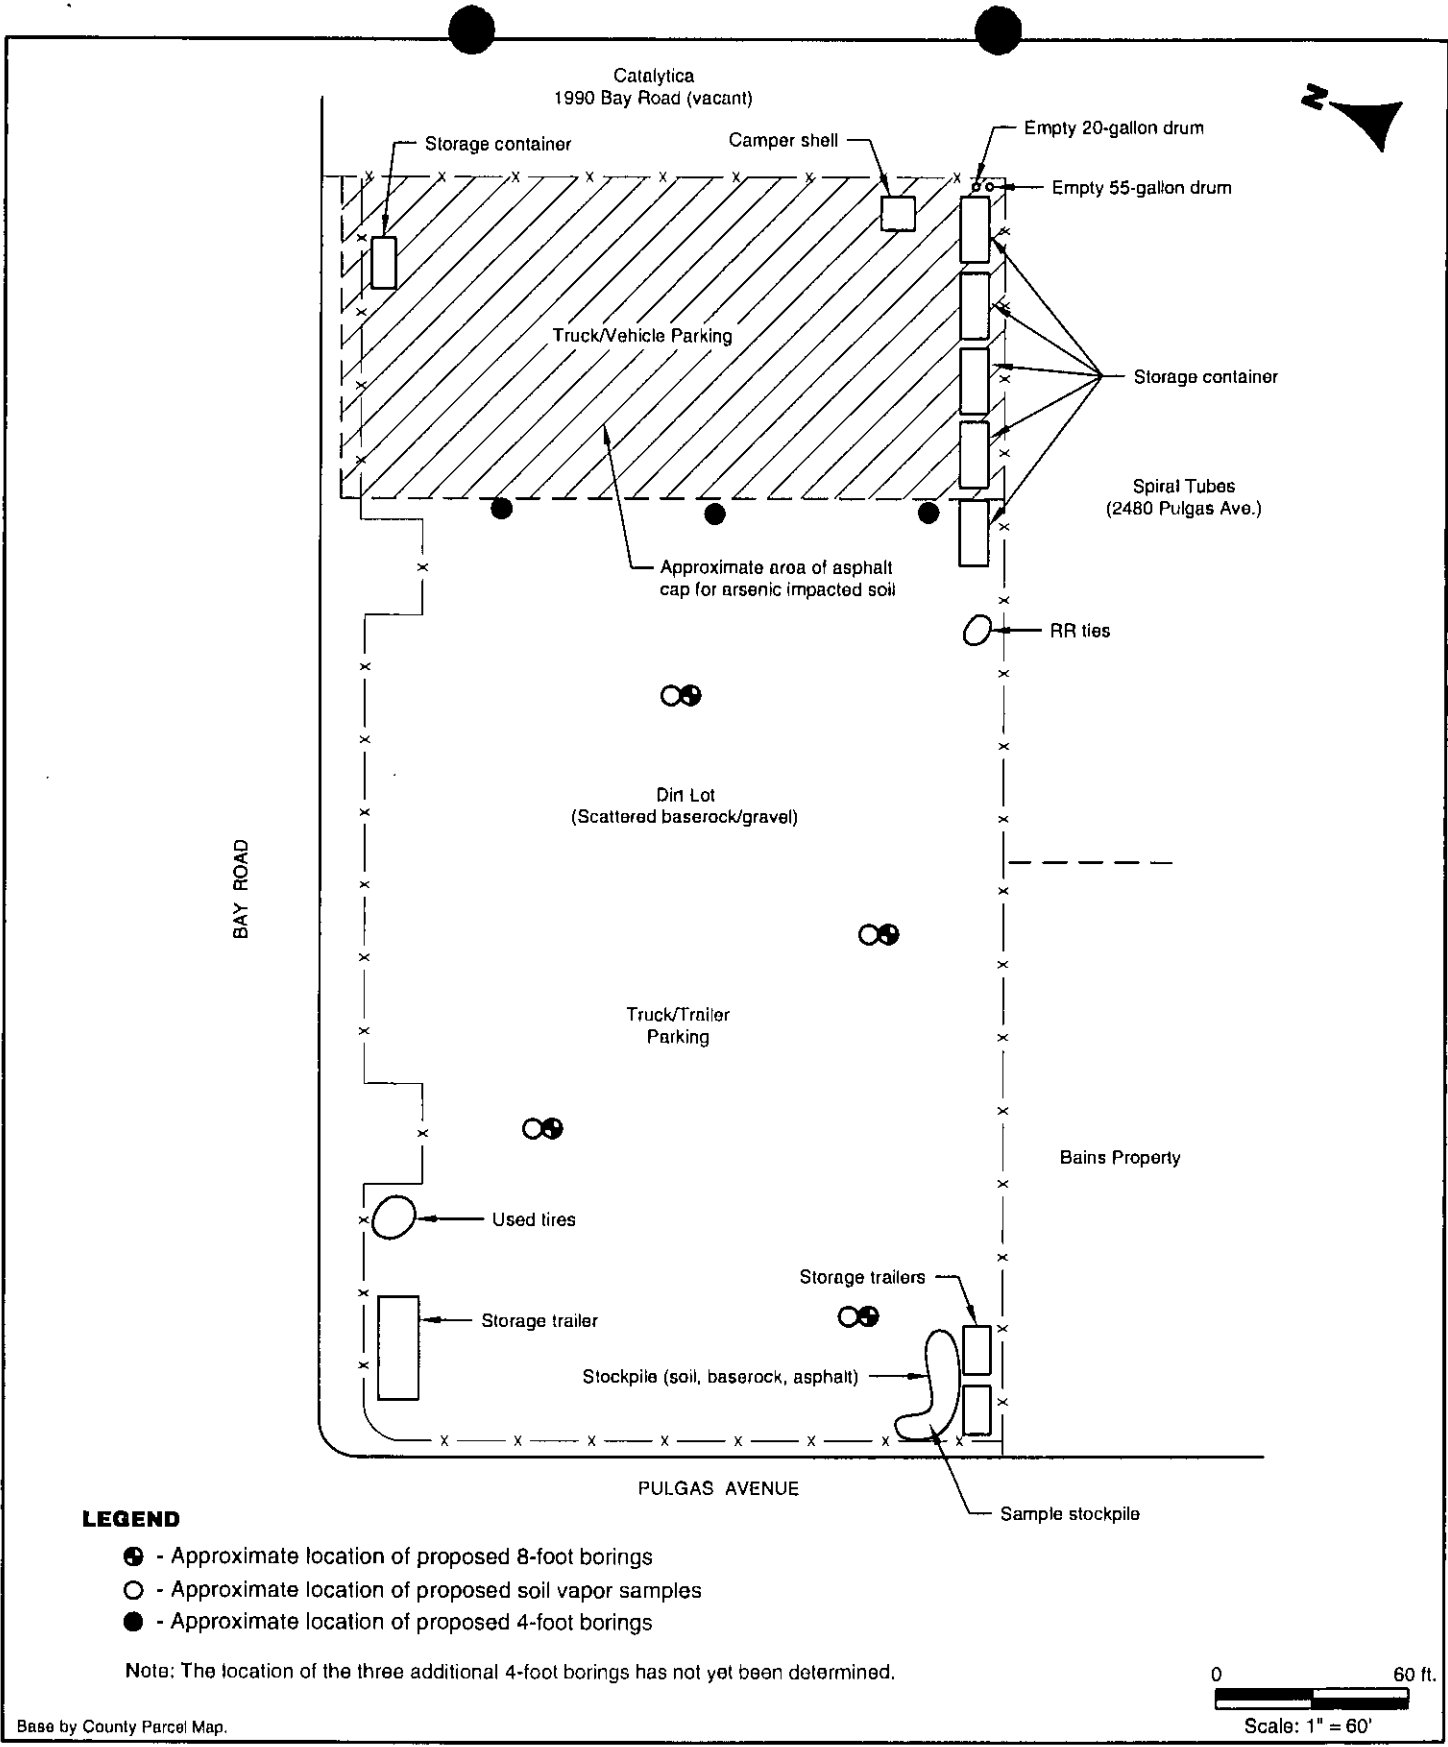 Catalytica
1990 Bay Road (vacant)
N
Storage container
Camper shell
Empty 20-gallon drum
Empty 55-gallon drum
Truck/Vehicle Parking
Storage container
Spiral Tubes
(2480 Pulgas Ave.)
Approximate area of asphalt
cap for arsenic impacted soil
RR ties
Dirt Lot
(Scattered baserock/gravel)
BAY ROAD
Truck/Trailer
Parking
Bains Property
Used tires
Storage trailers
Storage trailer
Stockpile (soil, baserock, asphalt)
PULGAS AVENUE
Sample stockpile
LEGEND
- Approximate location of proposed 8-foot borings
- Approximate location of proposed soil vapor samples
- Approximate location of proposed 4-foot borings
Note: The location of the three additional 4-foot borings has not yet been determined.
0 60 ft.
Scale: 1" = 60'
Base by County Parcel Map.